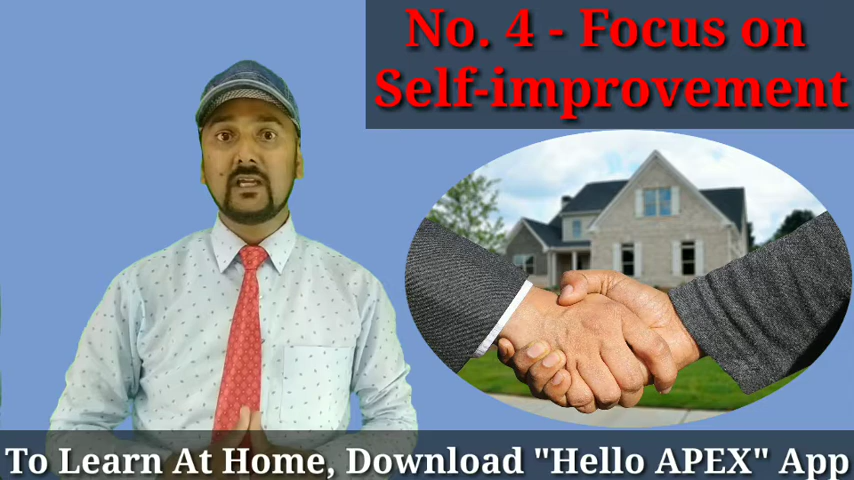 No. 4 - Focus on
Self-improvement
To Learn At Home, Download "Hello APEX" App